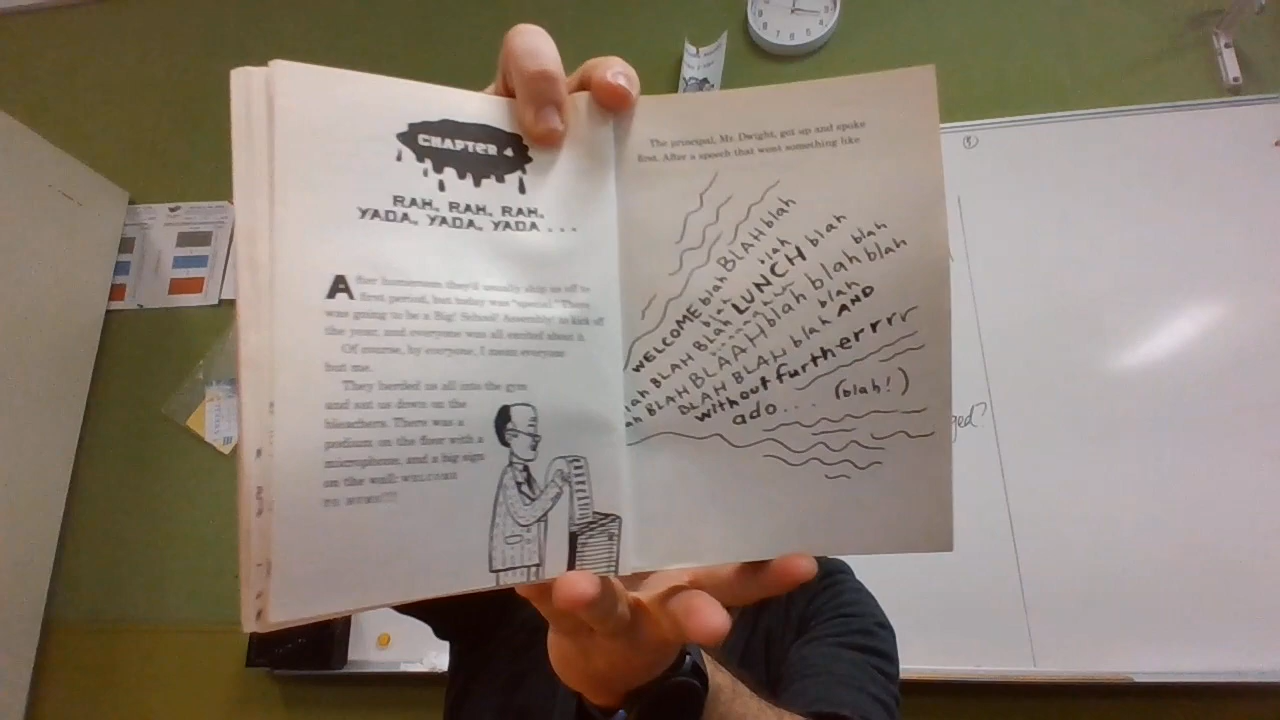 CHAPTER 4
RAH, RAH, RAH,
YADA, YADA, YADA . . .
After homeroom they'd usually ship us off to
first period, but today was "special." There
was going to be a Big! School! Assembly! to kick off
the year, and everyone was all excited about it.
Of course, by everyone, I mean everyone
but me.
They herded us all into the gym
and sat us down on the
bleachers. There was a
podium on the floor with a
microphone, and a big sign
on the wall: WELCOME
The principal, Mr. Dwight, got up and spoke
first. After a speech that went something like
WELCOME blah BLAH blah
blah blah blah
BLAH BLAH LUNCH blah
blah
blah BLAH BLAAH blah blah blah
blah
BLAH BLAH blah AND
without furtherrrr
ado... (blah!)
ged?